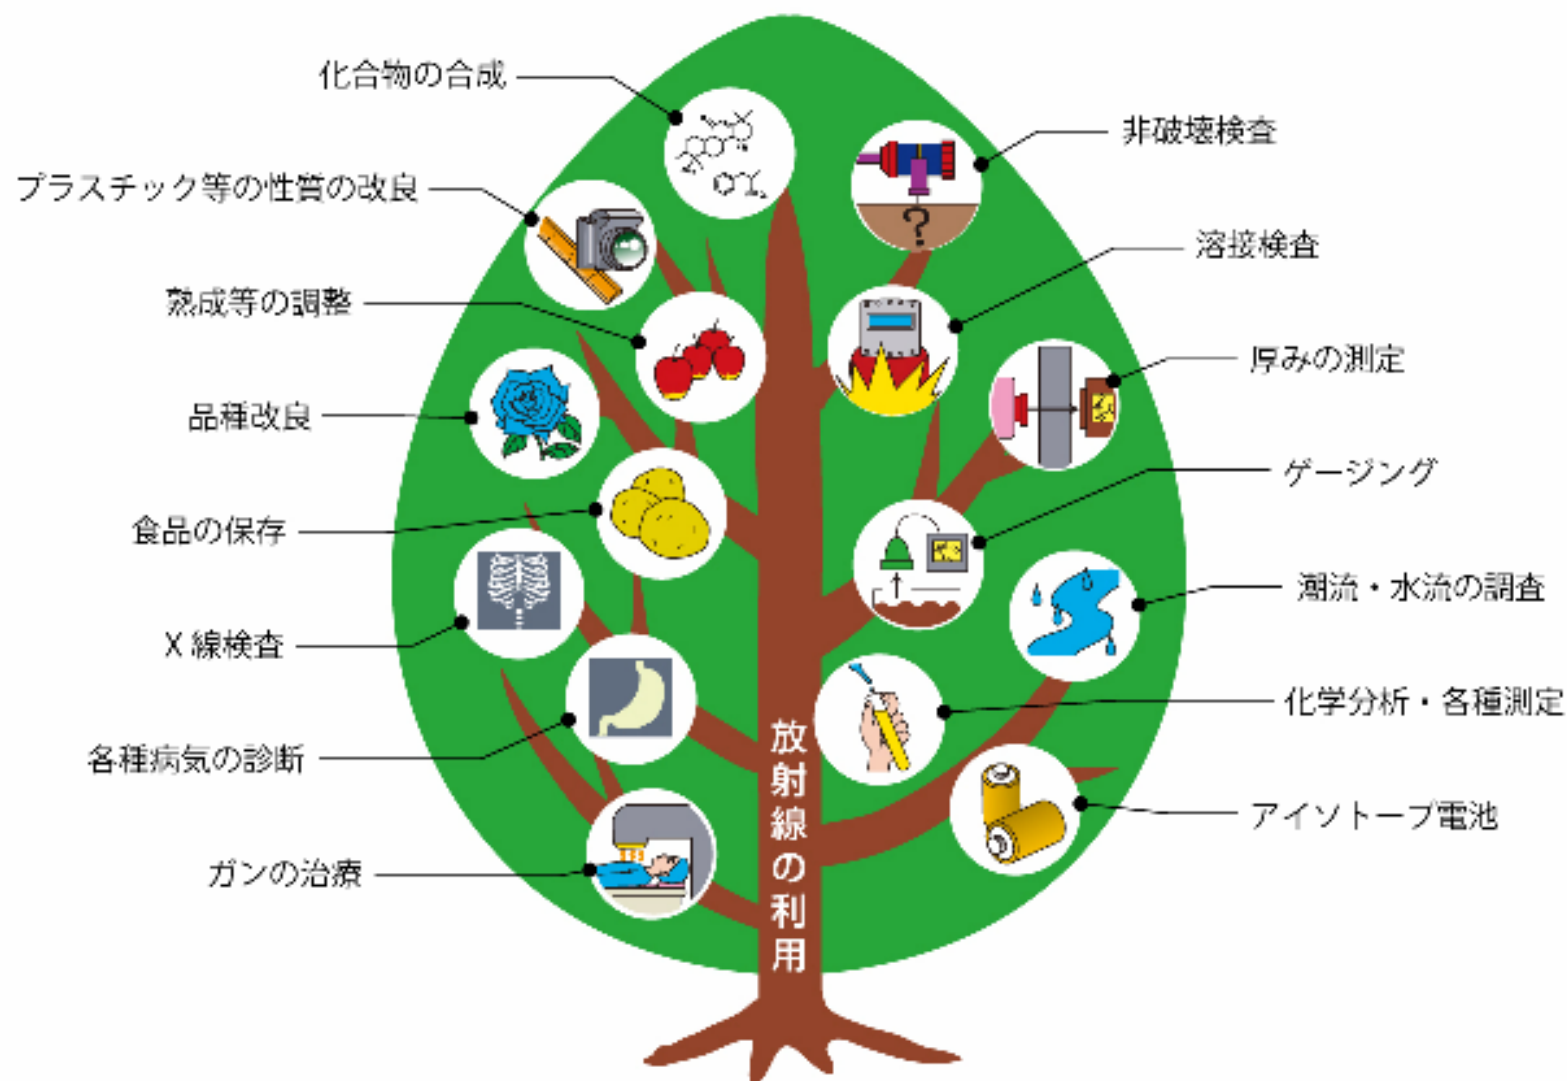 化合物の合成
プラスチック等の性質の改良
熟成等の調整
品種改良
食品の保存
X 線検査
各種病気の診断
ガンの治療
非破壊検査
?
溶接検査
厚みの測定
ゲージング
潮流・水流の調査
化学分析・各種測定
アイソトープ電池
放射線の利用